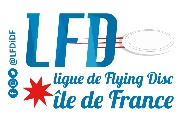 @LFDIDF
LFD
ligue de Flying Disc
île de France